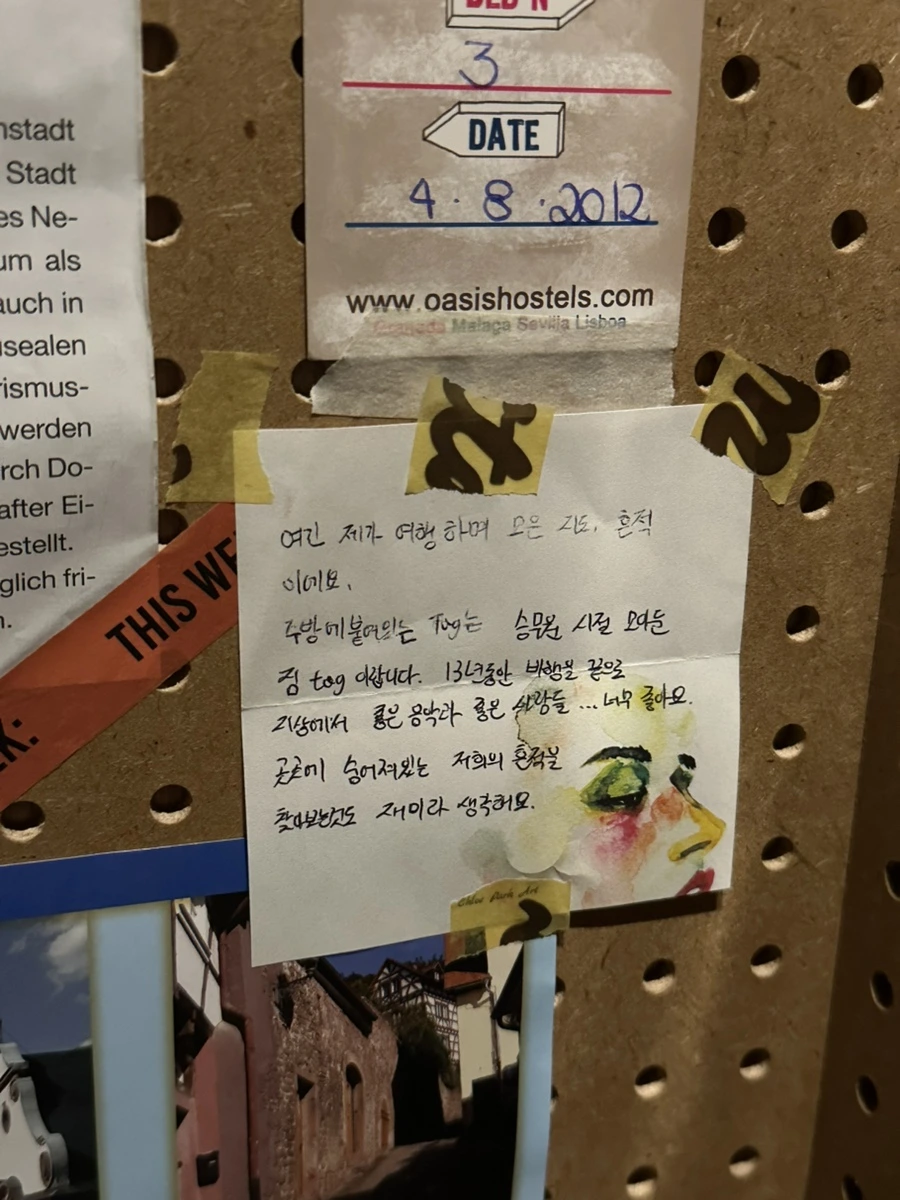 nstadt
Stadt
es Ne-
um als
auch in
usealen
rismus-
werden
rch Do-
after Ei-
estellt.
glich fri-
n.
THIS WE
EK:
BED N
3
DATE
4.8.2012
www.oasishostels.com
Granada Malaga Sevilla Lisboa
여긴 제가 여행하며 모은 지도, 흔적
이에요.
주방에 붙여있는 Tag는 승무원 시절 모아둔
짐 tag 이랍니다. 13년동안 비행을 끝으로
지상에서 좋은 음악과 좋은 사람들...너무 좋아요.
곳곳에 숨어져있는 저희의 흔적을
찾아보는것도 재미라 생각해요.
Chloe Park Art